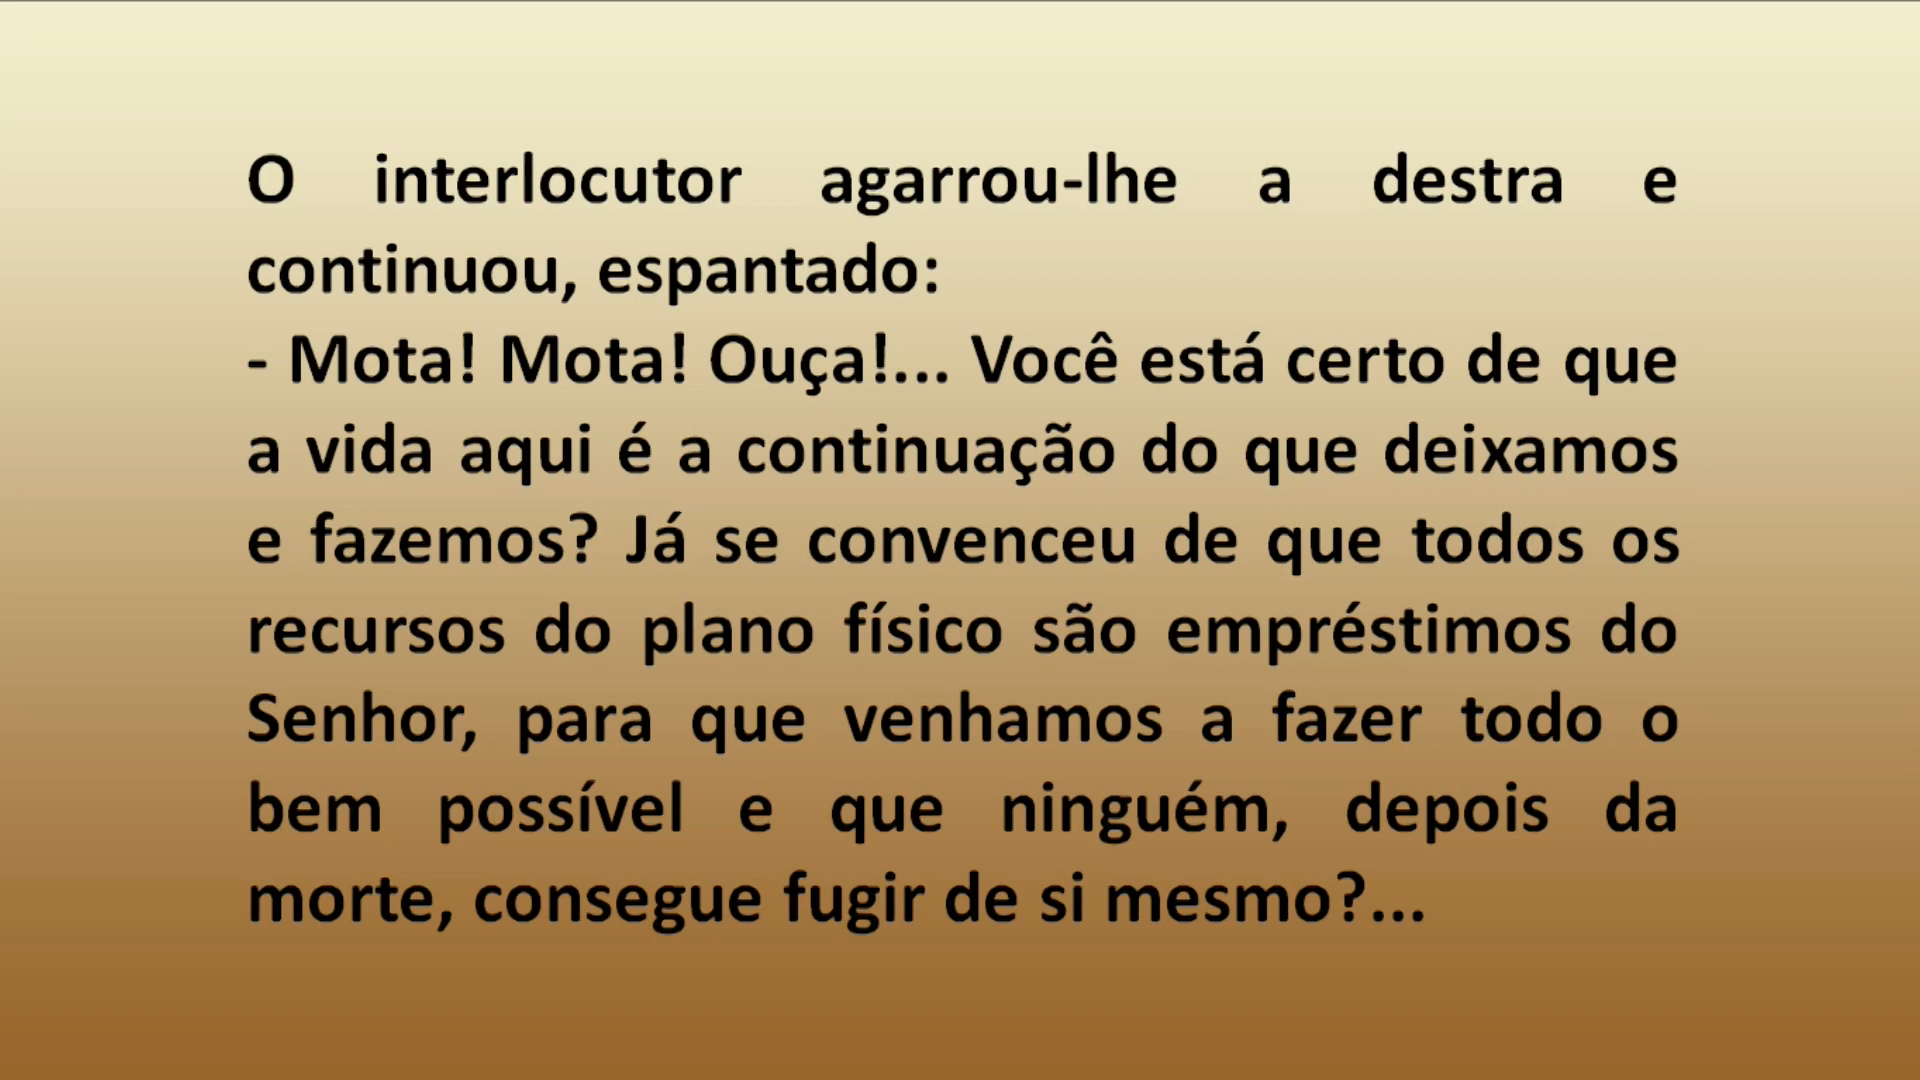 O interlocutor agarrou-lhe a destra e
continuou, espantado:
- Mota! Mota! Ouça!... Você está certo de que
a vida aqui é a continuação do que deixamos
e fazemos? Já se convenceu de que todos os
recursos do plano físico são empréstimos do
Senhor, para que venhamos a fazer todo o
bem possível e que ninguém, depois da
morte, consegue fugir de si mesmo?...